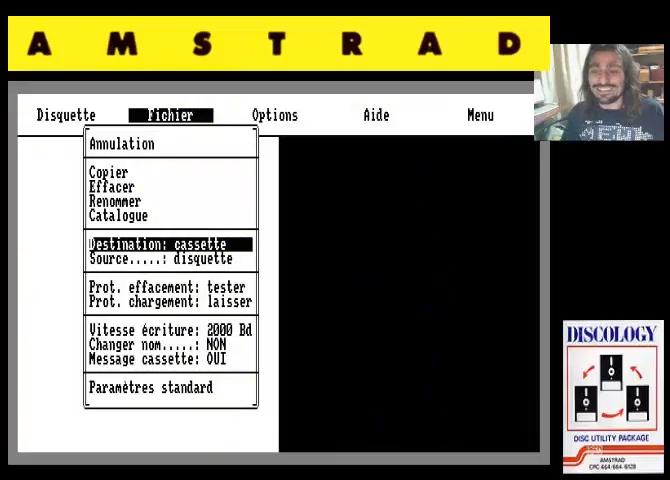 AMSTRAD
Disquette Fichier Options Aide Menu
Annulation
Copier
Effacer
Renommer
Catalogue
Destination: cassette
Source.....: disquette
Prot. effacement: tester
Prot. chargement: laisser
Vitesse écriture: 2000 Bd
Changer nom.....: NON
Message cassette: OUI
Paramètres standard
DISCOLOGY
DISC UTILITY PACKAGE
AMSTRAD
CPC 464·664·6128